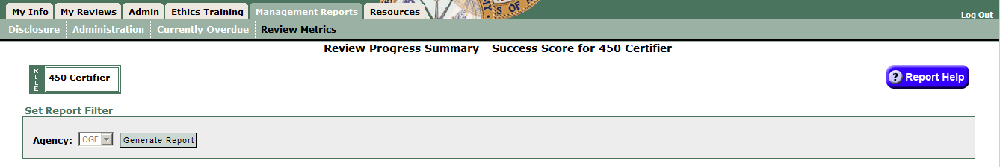 My Info My Reviews Admin Ethics Training Management Reports Resources
Log Out
Disclosure Administration Currently Overdue Review Metrics
Review Progress Summary - Success Score for 450 Certifier
ROLE 450 Certifier
? Report Help
Set Report Filter
Agency: OGE Generate Report